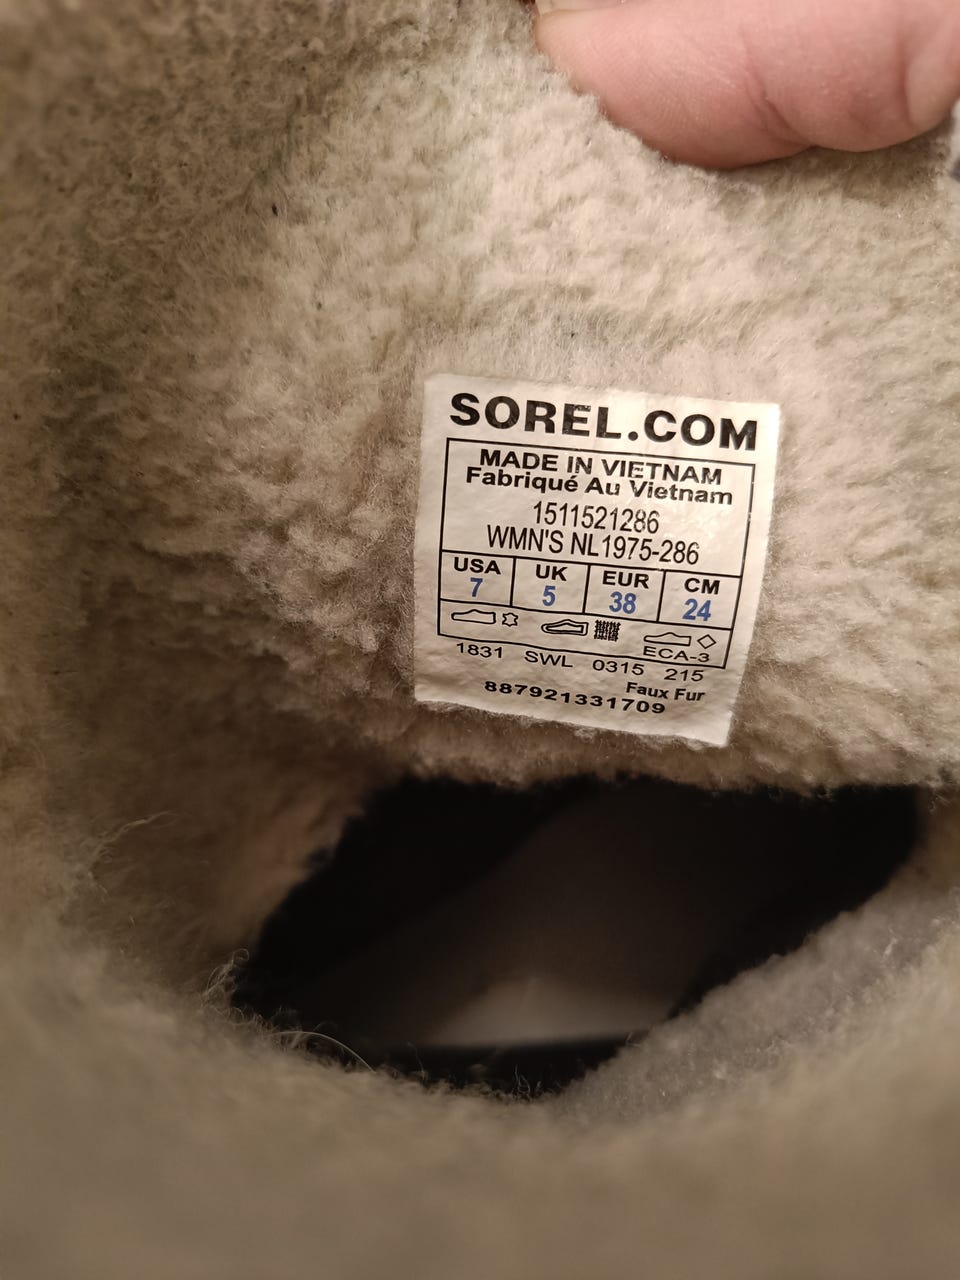 SOREL.COM
MADE IN VIETNAM
Fabriqué Au Vietnam
1511521286
WMN'S NL1975-286
USA UK EUR CM
7 5 38 24
ECA-3
1831 SWL 0315 215
Faux Fur
887921331709